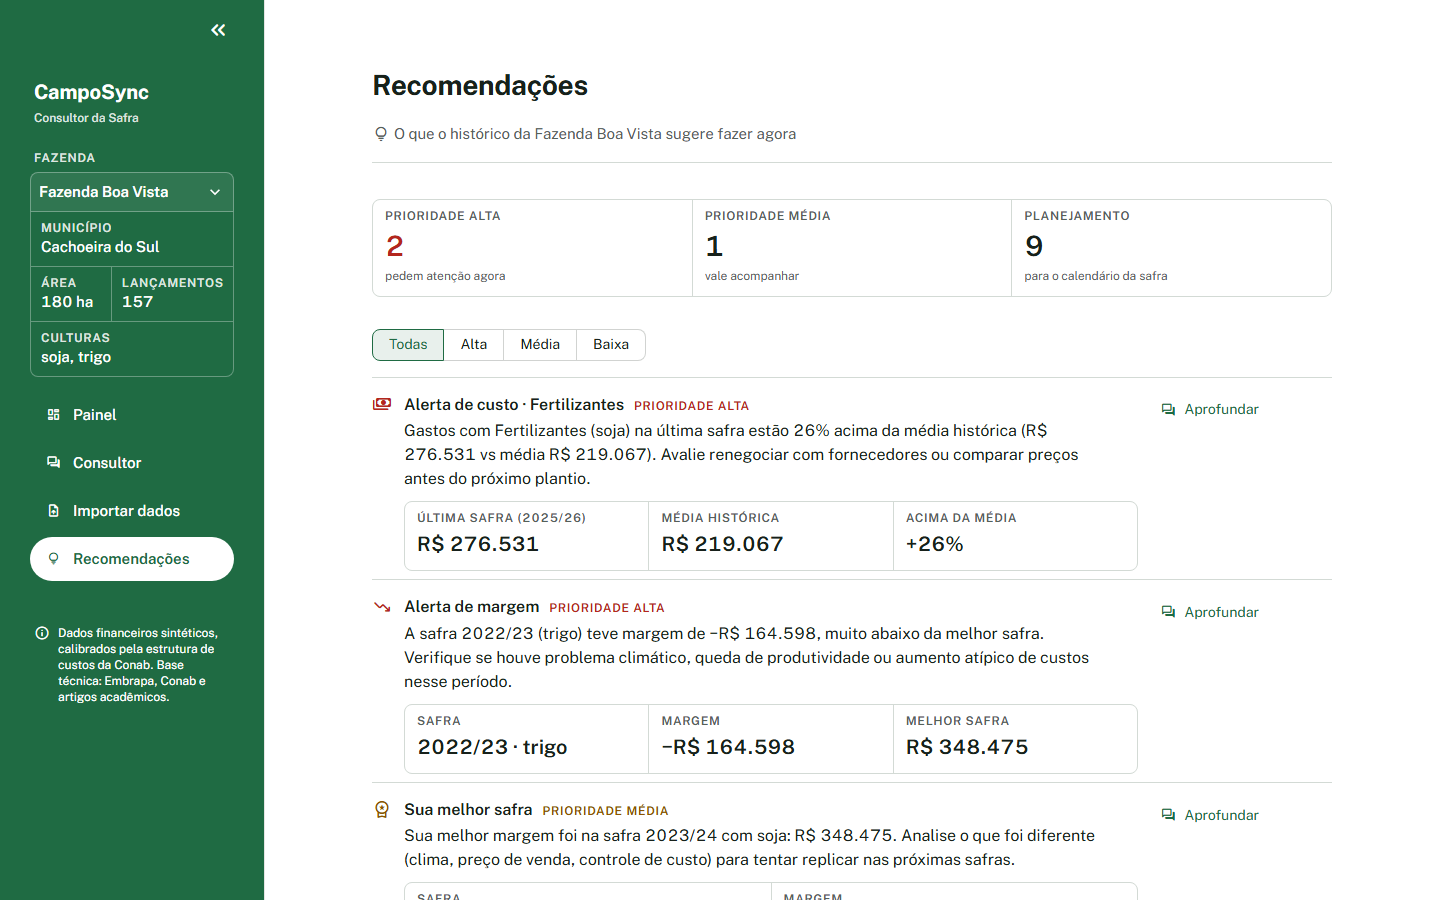 CampoSync
Consultor da Safra
FAZENDA
Fazenda Boa Vista
MUNICÍPIO
Cachoeira do Sul
ÁREA
180 ha
LANÇAMENTOS
157
CULTURAS
soja, trigo
Painel
Consultor
Importar dados
Recomendações
Dados financeiros sintéticos,
calibrados pela estrutura de
custos da Conab. Base
técnica: Embrapa, Conab e
artigos acadêmicos.
Recomendações
O que o histórico da Fazenda Boa Vista sugere fazer agora
PRIORIDADE ALTA
2
pedem atenção agora
PRIORIDADE MÉDIA
1
vale acompanhar
PLANEJAMENTO
9
para o calendário da safra
Todas
Alta
Média
Baixa
Alerta de custo · Fertilizantes PRIORIDADE ALTA
Aprofundar
Gastos com Fertilizantes (soja) na última safra estão 26% acima da média histórica (R$
276.531 vs média R$ 219.067). Avalie renegociar com fornecedores ou comparar preços
antes do próximo plantio.
ÚLTIMA SAFRA (2025/26)
R$ 276.531
MÉDIA HISTÓRICA
R$ 219.067
ACIMA DA MÉDIA
+26%
Alerta de margem PRIORIDADE ALTA
Aprofundar
A safra 2022/23 (trigo) teve margem de −R$ 164.598, muito abaixo da melhor safra.
Verifique se houve problema climático, queda de produtividade ou aumento atípico de custos
nesse período.
SAFRA
2022/23 · trigo
MARGEM
−R$ 164.598
MELHOR SAFRA
R$ 348.475
Sua melhor safra PRIORIDADE MÉDIA
Aprofundar
Sua melhor margem foi na safra 2023/24 com soja: R$ 348.475. Analise o que foi diferente
(clima, preço de venda, controle de custo) para tentar replicar nas próximas safras.
SAFRA
MARGEM